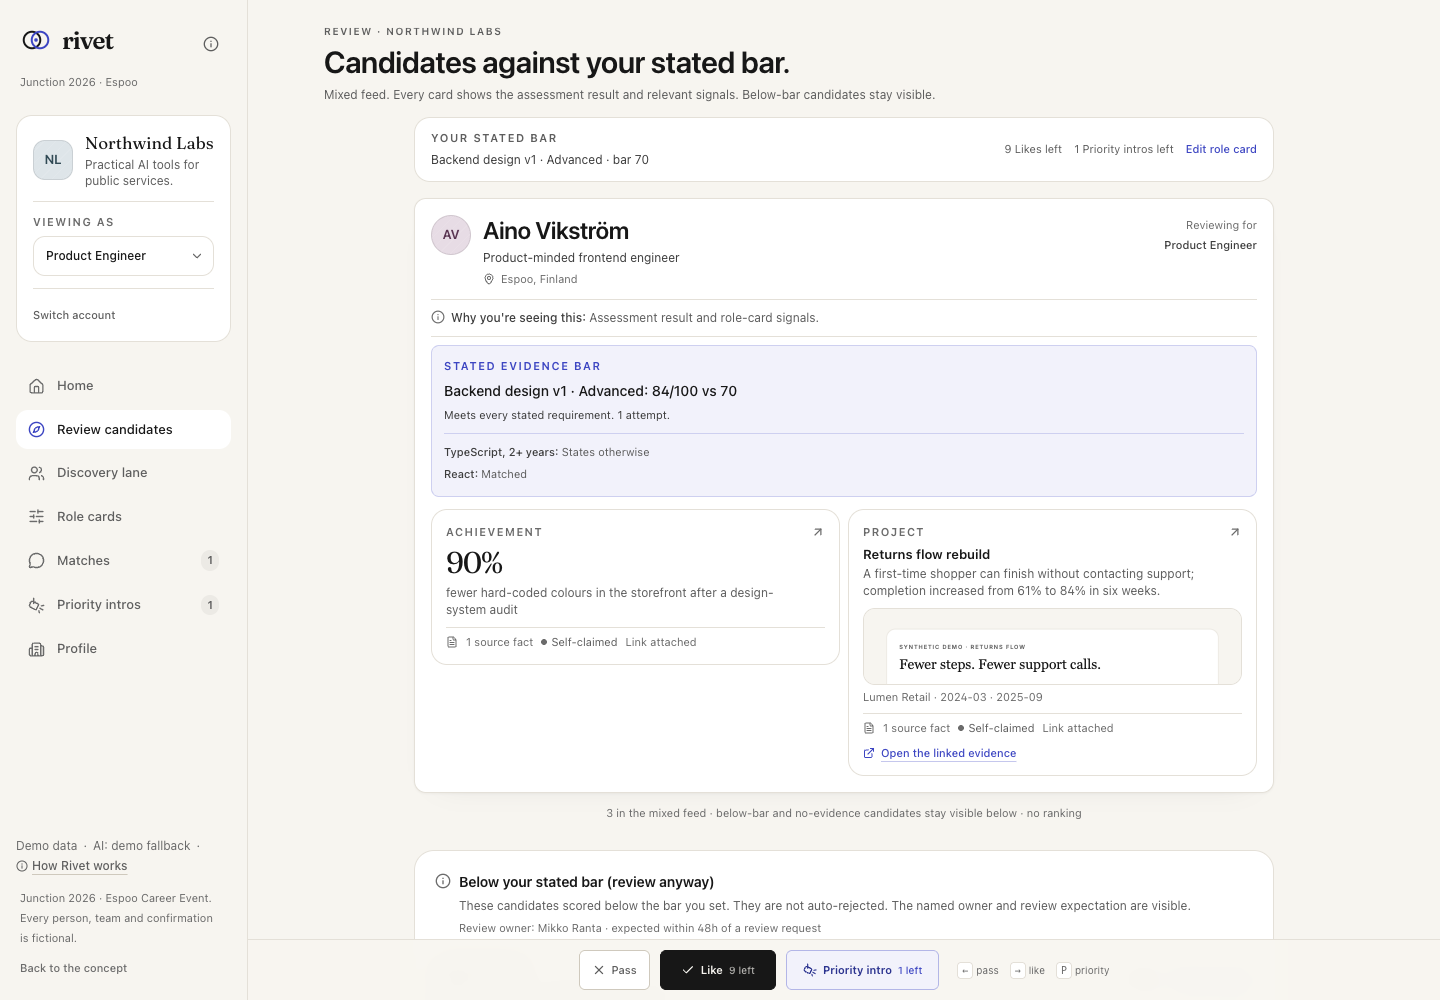 rivet
Junction 2026 · Espoo
NL
Northwind Labs
Practical AI tools for
public services.
VIEWING AS
Product Engineer
Switch account
Home
Review candidates
Discovery lane
Role cards
Matches 1
Priority intros 1
Profile
Demo data · AI: demo fallback ·
How Rivet works
Junction 2026 · Espoo Career Event.
Every person, team and confirmation
is fictional.
Back to the concept
REVIEW · NORTHWIND LABS
Candidates against your stated bar.
Mixed feed. Every card shows the assessment result and relevant signals. Below-bar candidates stay visible.
YOUR STATED BAR
Backend design v1 · Advanced · bar 70
9 Likes left 1 Priority intros left Edit role card
AV
Aino Vikström
Product-minded frontend engineer
Espoo, Finland
Reviewing for
Product Engineer
Why you're seeing this: Assessment result and role-card signals.
STATED EVIDENCE BAR
Backend design v1 · Advanced: 84/100 vs 70
Meets every stated requirement. 1 attempt.
TypeScript, 2+ years: States otherwise
React: Matched
ACHIEVEMENT
90%
fewer hard-coded colours in the storefront after a design-
system audit
1 source fact Self-claimed Link attached
PROJECT
Returns flow rebuild
A first-time shopper can finish without contacting support;
completion increased from 61% to 84% in six weeks.
SYNTHETIC DEMO · RETURNS FLOW
Fewer steps. Fewer support calls.
Lumen Retail · 2024-03 · 2025-09
1 source fact Self-claimed Link attached
Open the linked evidence
3 in the mixed feed · below-bar and no-evidence candidates stay visible below · no ranking
Below your stated bar (review anyway)
These candidates scored below the bar you set. They are not auto-rejected. The named owner and review expectation are visible.
Review owner: Mikko Ranta · expected within 48h of a review request
Pass
Like 9 left
Priority intro 1 left
← pass → like P priority